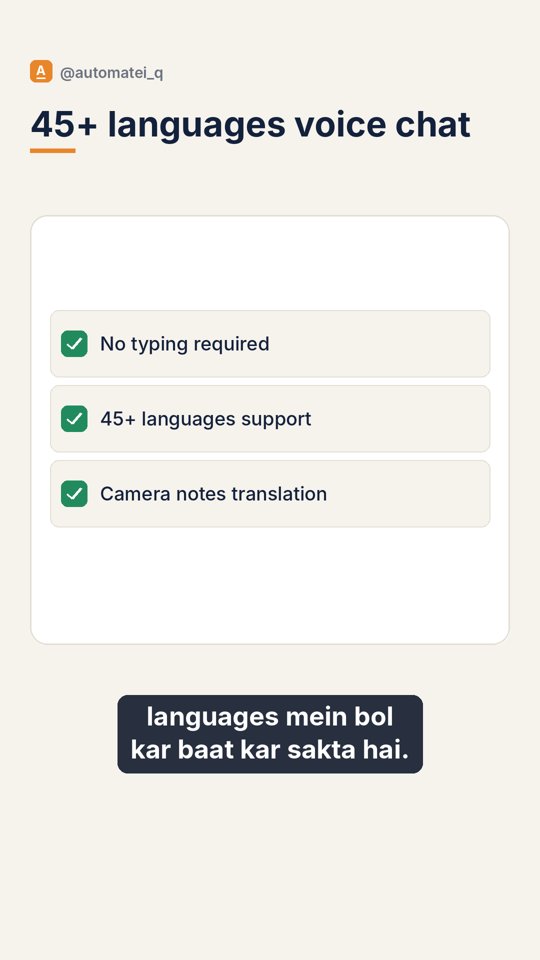 A
@automatei_q
45+ languages voice chat
No typing required
45+ languages support
Camera notes translation
languages mein bol
kar baat kar sakta hai.